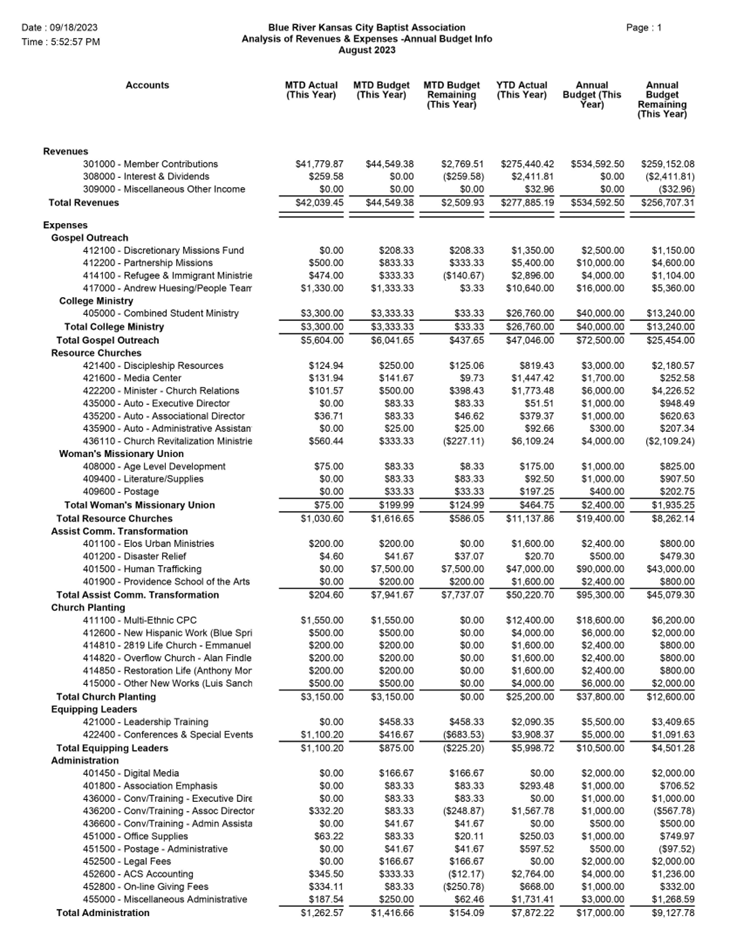 Date : 09/18/2023 Blue River Kansas City Baptist Association Page : 1
Time : 5:52:57 PM Analysis of Revenues & Expenses -Annual Budget Info
August 2023
Accounts MTD Actual (This Year) MTD Budget (This Year) MTD Budget Remaining (This Year) YTD Actual (This Year) Annual Budget (This Year) Annual Budget Remaining (This Year)
Revenues
301000 - Member Contributions $41,779.87 $44,549.38 $2,769.51 $275,440.42 $534,592.50 $259,152.08
308000 - Interest & Dividends $259.58 $0.00 ($259.58) $2,411.81 $0.00 ($2,411.81)
309000 - Miscellaneous Other Income $0.00 $0.00 $0.00 $32.96 $0.00 ($32.96)
Total Revenues $42,039.45 $44,549.38 $2,509.93 $277,885.19 $534,592.50 $256,707.31
Expenses
Gospel Outreach
412100 - Discretionary Missions Fund $0.00 $208.33 $208.33 $1,350.00 $2,500.00 $1,150.00
412200 - Partnership Missions $500.00 $833.33 $333.33 $5,400.00 $10,000.00 $4,600.00
414100 - Refugee & Immigrant Ministrie $474.00 $333.33 ($140.67) $2,896.00 $4,000.00 $1,104.00
417000 - Andrew Huesing/People Team $1,330.00 $1,333.33 $3.33 $10,640.00 $16,000.00 $5,360.00
College Ministry
405000 - Combined Student Ministry $3,300.00 $3,333.33 $33.33 $26,760.00 $40,000.00 $13,240.00
Total College Ministry $3,300.00 $3,333.33 $33.33 $26,760.00 $40,000.00 $13,240.00
Total Gospel Outreach $5,604.00 $6,041.65 $437.65 $47,046.00 $72,500.00 $25,454.00
Resource Churches
421400 - Discipleship Resources $124.94 $250.00 $125.06 $819.43 $3,000.00 $2,180.57
421600 - Media Center $131.94 $141.67 $9.73 $1,447.42 $1,700.00 $252.58
422200 - Minister - Church Relations $101.57 $500.00 $398.43 $1,773.48 $6,000.00 $4,226.52
435000 - Auto - Executive Director $0.00 $83.33 $83.33 $51.51 $1,000.00 $948.49
435200 - Auto - Associational Director $36.71 $83.33 $46.62 $379.37 $1,000.00 $620.63
435900 - Auto - Administrative Assistan $0.00 $25.00 $25.00 $92.66 $300.00 $207.34
436110 - Church Revitalization Ministrie $560.44 $333.33 ($227.11) $6,109.24 $4,000.00 ($2,109.24)
Woman's Missionary Union
408000 - Age Level Development $75.00 $83.33 $8.33 $175.00 $1,000.00 $825.00
409400 - Literature/Supplies $0.00 $83.33 $83.33 $92.50 $1,000.00 $907.50
409600 - Postage $0.00 $33.33 $33.33 $197.25 $400.00 $202.75
Total Woman's Missionary Union $75.00 $199.99 $124.99 $464.75 $2,400.00 $1,935.25
Total Resource Churches $1,030.60 $1,616.65 $586.05 $11,137.86 $19,400.00 $8,262.14
Assist Comm. Transformation
401100 - Elos Urban Ministries $200.00 $200.00 $0.00 $1,600.00 $2,400.00 $800.00
401200 - Disaster Relief $4.60 $41.67 $37.07 $20.70 $500.00 $479.30
401500 - Human Trafficking $0.00 $7,500.00 $7,500.00 $47,000.00 $90,000.00 $43,000.00
401900 - Providence School of the Arts $0.00 $200.00 $200.00 $1,600.00 $2,400.00 $800.00
Total Assist Comm. Transformation $204.60 $7,941.67 $7,737.07 $50,220.70 $95,300.00 $45,079.30
Church Planting
411100 - Multi-Ethnic CPC $1,550.00 $1,550.00 $0.00 $12,400.00 $18,600.00 $6,200.00
412600 - New Hispanic Work (Blue Spri $500.00 $500.00 $0.00 $4,000.00 $6,000.00 $2,000.00
414810 - 2819 Life Church - Emmanuel $200.00 $200.00 $0.00 $1,600.00 $2,400.00 $800.00
414820 - Overflow Church - Alan Findle $200.00 $200.00 $0.00 $1,600.00 $2,400.00 $800.00
414850 - Restoration Life (Anthony Mor $200.00 $200.00 $0.00 $1,600.00 $2,400.00 $800.00
415000 - Other New Works (Luis Sanch $500.00 $500.00 $0.00 $4,000.00 $6,000.00 $2,000.00
Total Church Planting $3,150.00 $3,150.00 $0.00 $25,200.00 $37,800.00 $12,600.00
Equipping Leaders
421000 - Leadership Training $0.00 $458.33 $458.33 $2,090.35 $5,500.00 $3,409.65
422400 - Conferences & Special Events $1,100.20 $416.67 ($683.53) $3,908.37 $5,000.00 $1,091.63
Total Equipping Leaders $1,100.20 $875.00 ($225.20) $5,998.72 $10,500.00 $4,501.28
Administration
401450 - Digital Media $0.00 $166.67 $166.67 $0.00 $2,000.00 $2,000.00
401800 - Association Emphasis $0.00 $83.33 $83.33 $293.48 $1,000.00 $706.52
436000 - Conv/Training - Executive Dire $0.00 $83.33 $83.33 $0.00 $1,000.00 $1,000.00
436200 - Conv/Training - Assoc Director $332.20 $83.33 ($248.87) $1,567.78 $1,000.00 ($567.78)
436600 - Conv/Training - Admin Assista $0.00 $41.67 $41.67 $0.00 $500.00 $500.00
451000 - Office Supplies $63.22 $83.33 $20.11 $250.03 $1,000.00 $749.97
451500 - Postage - Administrative $0.00 $41.67 $41.67 $597.52 $500.00 ($97.52)
452500 - Legal Fees $0.00 $166.67 $166.67 $0.00 $2,000.00 $2,000.00
452600 - ACS Accounting $345.50 $333.33 ($12.17) $2,764.00 $4,000.00 $1,236.00
452800 - On-line Giving Fees $334.11 $83.33 ($250.78) $668.00 $1,000.00 $332.00
455000 - Miscellaneous Administrative $187.54 $250.00 $62.46 $1,731.41 $3,000.00 $1,268.59
Total Administration $1,262.57 $1,416.66 $154.09 $7,872.22 $17,000.00 $9,127.78